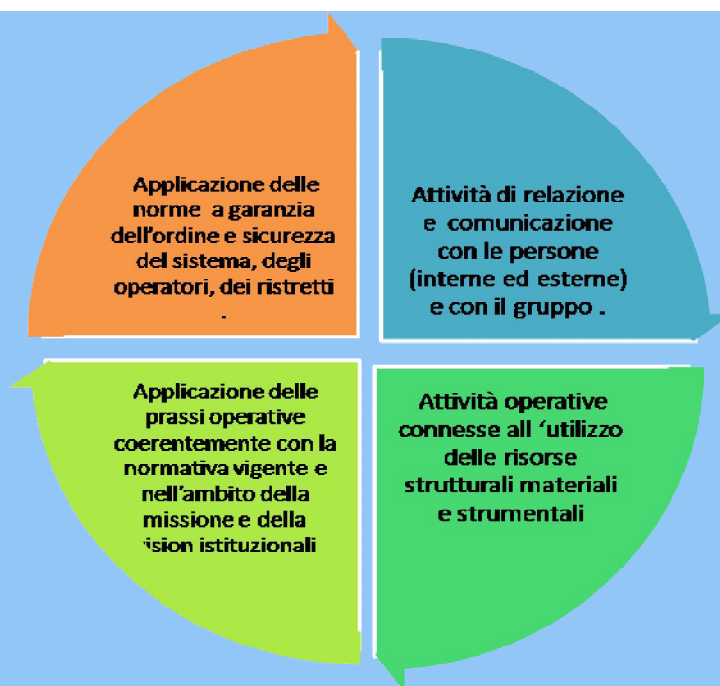 Applicazione delle
norme a garanzia
dell'ordine e sicurezza
del sistema, degli
operatori, dei ristretti
.
Attività di relazione
e comunicazione
con le persone
(interne ed esterne)
e con il gruppo .
Applicazione delle
prassi operative
coerentemente con la
normativa vigente e
nell'ambito della
missione e della
ision istituzionali
Attività operative
connesse all 'utilizzo
delle risorse
strutturali materiali
e strumentali